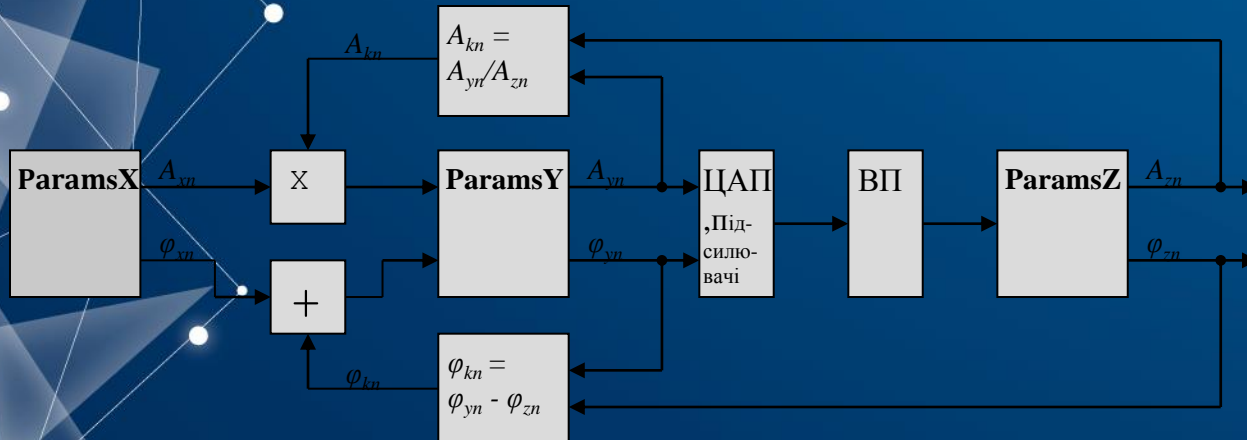 A_kn
A_kn =
A_yn/A_zn
ParamsX
A_xn
X
ParamsY
A_yn
ЦАП
,Під-
силю-
вачі
ВП
ParamsZ
A_zn
φ_xn
+
φ_yn
φ_zn
φ_kn
φ_kn =
φ_yn - φ_zn